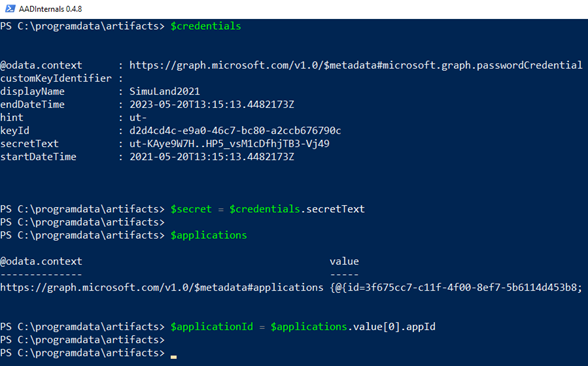 AADInternals 0.4.8
PS C:\programdata\artifacts> $credentials
@odata.context : https://graph.microsoft.com/v1.0/$metadata#microsoft.graph.passwordCredential
customKeyIdentifier :
displayName : SimuLand2021
endDateTime : 2023-05-20T13:15:13.4482173Z
hint : ut-
keyId : d2d4cd4c-e9a0-46c7-bc80-a2ccb676790c
secretText : ut-KAye9W7H..HP5_vsM1cDfhjTB3-Vj49
startDateTime : 2021-05-20T13:15:13.4482173Z
PS C:\programdata\artifacts> $secret = $credentials.secretText
PS C:\programdata\artifacts>
PS C:\programdata\artifacts> $applications
@odata.context value
-------------- -----
https://graph.microsoft.com/v1.0/$metadata#applications {@{id=3f675cc7-c11f-4f00-8ef7-5b6114d453b8;
PS C:\programdata\artifacts> $applicationId = $applications.value[0].appId
PS C:\programdata\artifacts>
PS C:\programdata\artifacts>